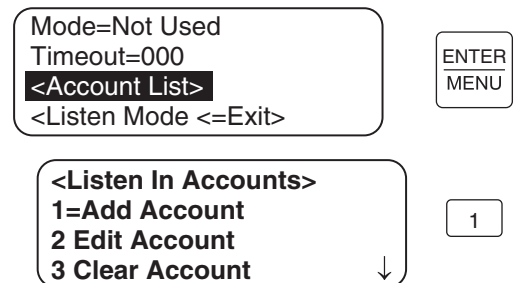 Mode=Not Used
Timeout=000
<Account List>
<Listen Mode <=Exit>
ENTER
MENU
<Listen In Accounts>
1=Add Account
2 Edit Account
3 Clear Account ↓
1